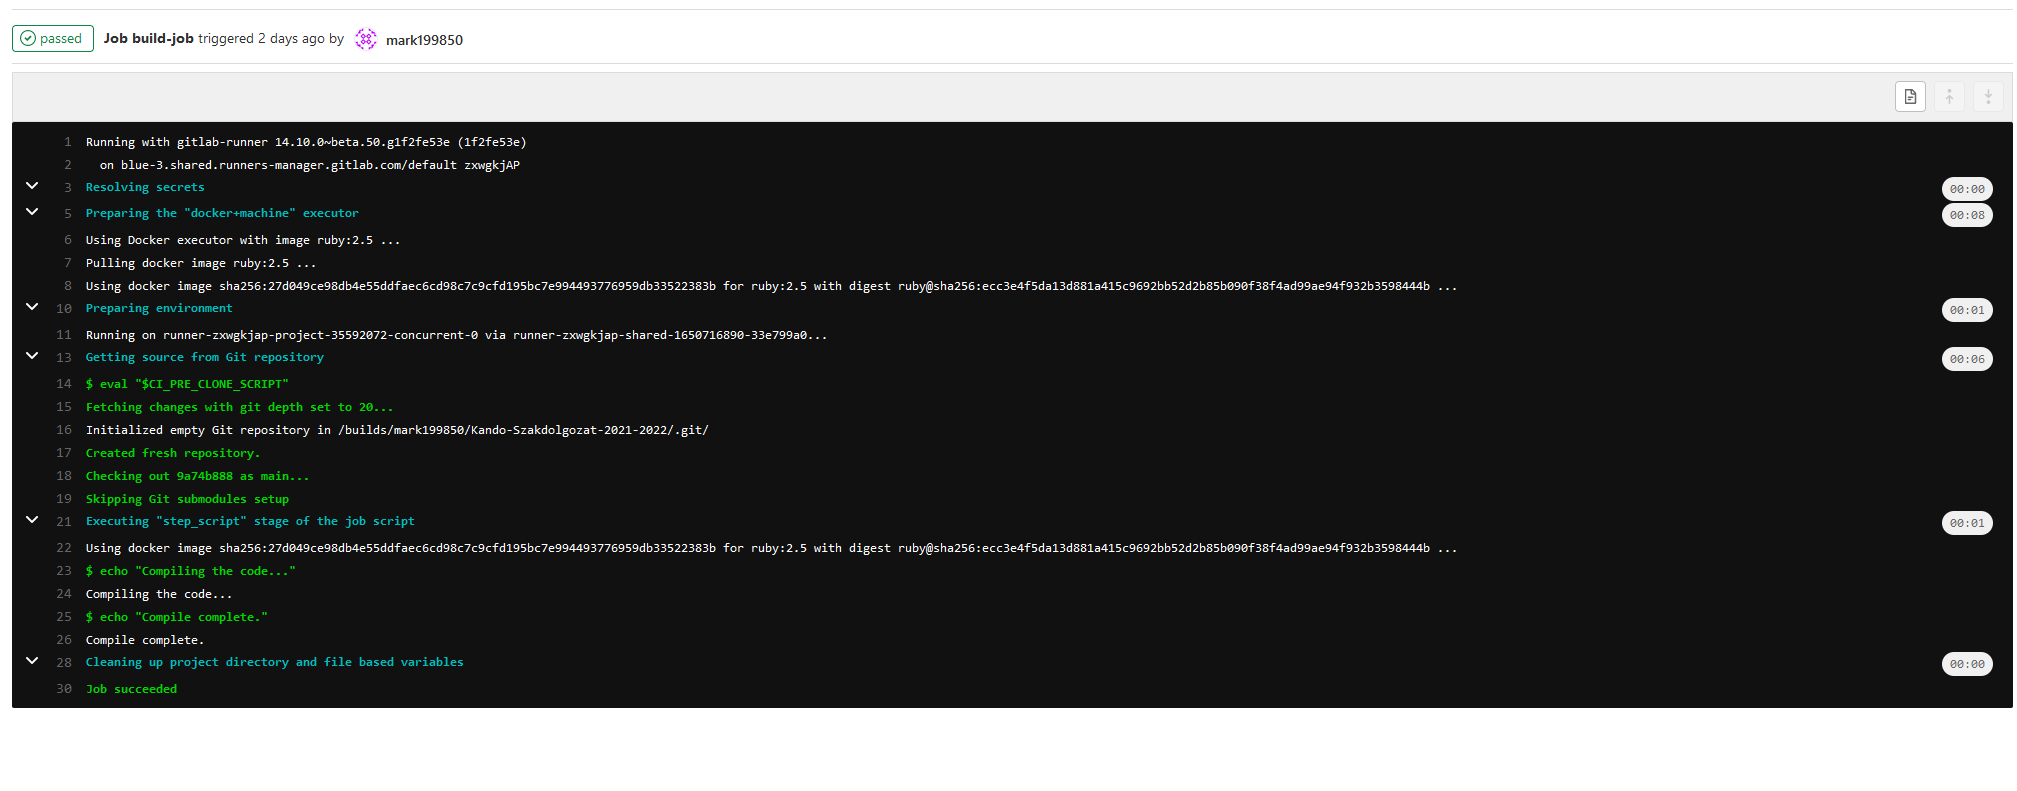 passed Job build-job triggered 2 days ago by mark199850
1 Running with gitlab-runner 14.10.0~beta.50.g1f2fe53e (1f2fe53e)
2 on blue-3.shared.runners-manager.gitlab.com/default zxwgkjAP
3 Resolving secrets 00:00
5 Preparing the "docker+machine" executor 00:08
6 Using Docker executor with image ruby:2.5 ...
7 Pulling docker image ruby:2.5 ...
8 Using docker image sha256:27d049ce98db4e55ddfaec6cd98c7c9cfd195bc7e994493776959db33522383b for ruby:2.5 with digest ruby@sha256:ecc3e4f5da13d881a415c9692bb52d2b85b090f38f4ad99ae94f932b3598444b ...
10 Preparing environment 00:01
11 Running on runner-zxwgkjap-project-35592072-concurrent-0 via runner-zxwgkjap-shared-1650716890-33e799a0...
13 Getting source from Git repository 00:06
14 $ eval "$CI_PRE_CLONE_SCRIPT"
15 Fetching changes with git depth set to 20...
16 Initialized empty Git repository in /builds/mark199850/Kando-Szakdolgozat-2021-2022/.git/
17 Created fresh repository.
18 Checking out 9a74b888 as main...
19 Skipping Git submodules setup
21 Executing "step_script" stage of the job script 00:01
22 Using docker image sha256:27d049ce98db4e55ddfaec6cd98c7c9cfd195bc7e994493776959db33522383b for ruby:2.5 with digest ruby@sha256:ecc3e4f5da13d881a415c9692bb52d2b85b090f38f4ad99ae94f932b3598444b ...
23 $ echo "Compiling the code..."
24 Compiling the code...
25 $ echo "Compile complete."
26 Compile complete.
28 Cleaning up project directory and file based variables 00:00
30 Job succeeded